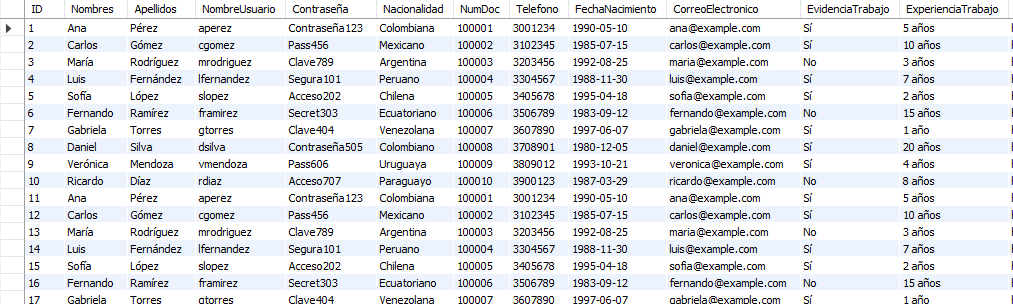 ID Nombres Apellidos NombreUsuario Contraseña Nacionalidad NumDoc Telefono FechaNacimiento CorreoElectronico EvidenciaTrabajo ExperienciaTrabajo
1 Ana Pérez aperez Contraseña123 Colombiana 100001 3001234 1990-05-10 ana@example.com Sí 5 años
2 Carlos Gómez cgomez Pass456 Mexicano 100002 3102345 1985-07-15 carlos@example.com Sí 10 años
3 María Rodríguez mrodriguez Clave789 Argentina 100003 3203456 1992-08-25 maria@example.com No 3 años
4 Luis Fernández lfernandez Segura101 Peruano 100004 3304567 1988-11-30 luis@example.com Sí 7 años
5 Sofía López slopez Acceso202 Chilena 100005 3405678 1995-04-18 sofia@example.com Sí 2 años
6 Fernando Ramírez framirez Secret303 Ecuatoriano 100006 3506789 1983-09-12 fernando@example.com No 15 años
7 Gabriela Torres gtorres Clave404 Venezolana 100007 3607890 1997-06-07 gabriela@example.com Sí 1 año
8 Daniel Silva dsilva Contraseña505 Colombiano 100008 3708901 1980-12-05 daniel@example.com Sí 20 años
9 Verónica Mendoza vmendoza Pass606 Uruguaya 100009 3809012 1993-10-21 veronica@example.com Sí 4 años
10 Ricardo Díaz rdiaz Acceso707 Paraguayo 100010 3900123 1987-03-29 ricardo@example.com No 8 años
11 Ana Pérez aperez Contraseña123 Colombiana 100001 3001234 1990-05-10 ana@example.com Sí 5 años
12 Carlos Gómez cgomez Pass456 Mexicano 100002 3102345 1985-07-15 carlos@example.com Sí 10 años
13 María Rodríguez mrodriguez Clave789 Argentina 100003 3203456 1992-08-25 maria@example.com No 3 años
14 Luis Fernández lfernandez Segura101 Peruano 100004 3304567 1988-11-30 luis@example.com Sí 7 años
15 Sofía López slopez Acceso202 Chilena 100005 3405678 1995-04-18 sofia@example.com Sí 2 años
16 Fernando Ramírez framirez Secret303 Ecuatoriano 100006 3506789 1983-09-12 fernando@example.com No 15 años
17 Gabriela Torres gtorres Clave404 Venezolana 100007 3607890 1997-06-07 gabriela@example.com Sí 1 año